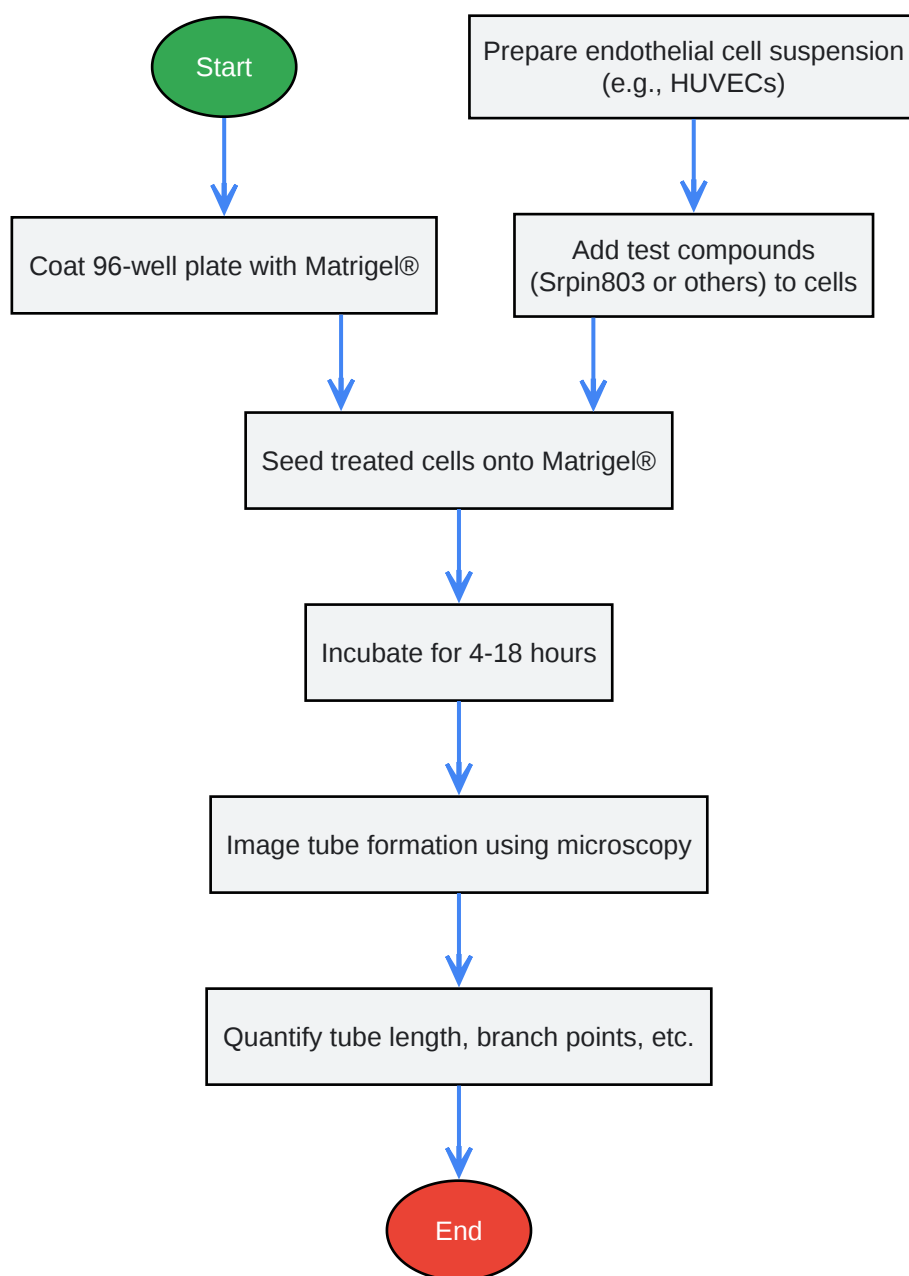 Start
Prepare endothelial cell suspension
(e.g., HUVECs)
Coat 96-well plate with Matrigel®
Add test compounds
(Srpin803 or others) to cells
Seed treated cells onto Matrigel®
Incubate for 4-18 hours
Image tube formation using microscopy
Quantify tube length, branch points, etc.
End